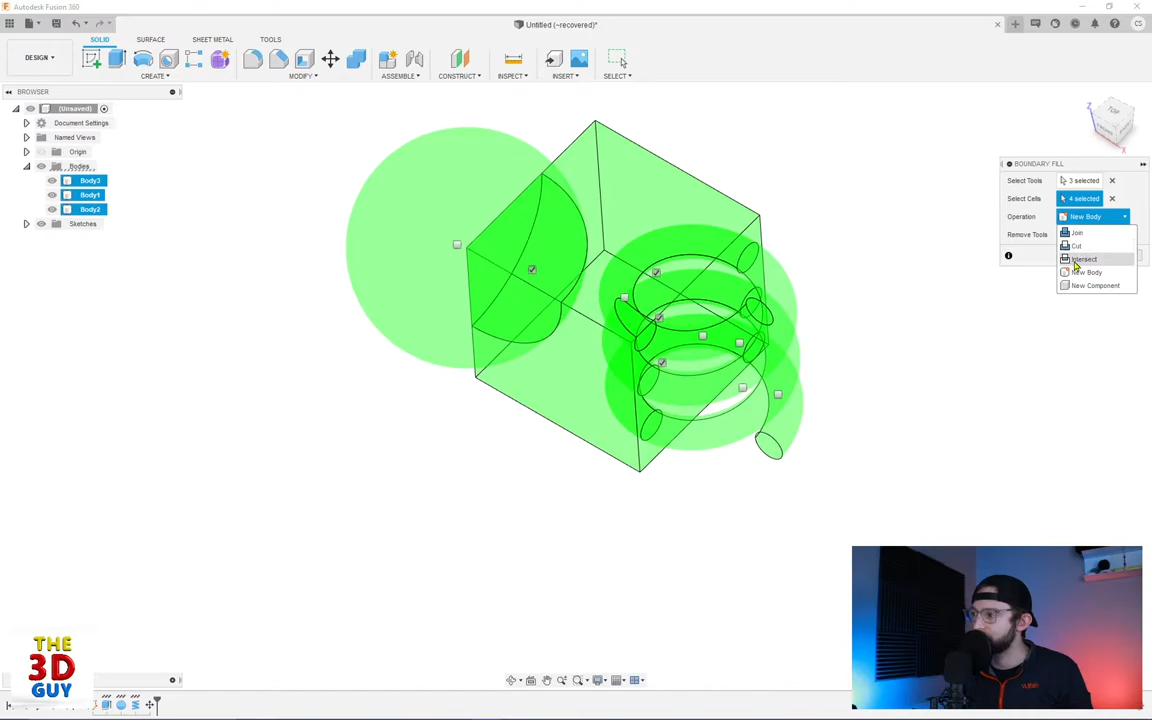 Autodesk Fusion 360
Untitled (~recovered)*
CS
DESIGN
SOLID
SURFACE
SHEET METAL
TOOLS
CREATE
MODIFY
ASSEMBLE
CONSTRUCT
INSPECT
INSERT
SELECT
BROWSER
(Unsaved)
Document Settings
Named Views
Origin
Bodies
Body3
Body1
Body2
Sketches
TOP
Z
X
BOUNDARY FILL
Select Tools
3 selected
Select Cells
4 selected
Operation
New Body
Remove Tools
Join
Cut
Intersect
New Body
New Component
THE
3D
GUY